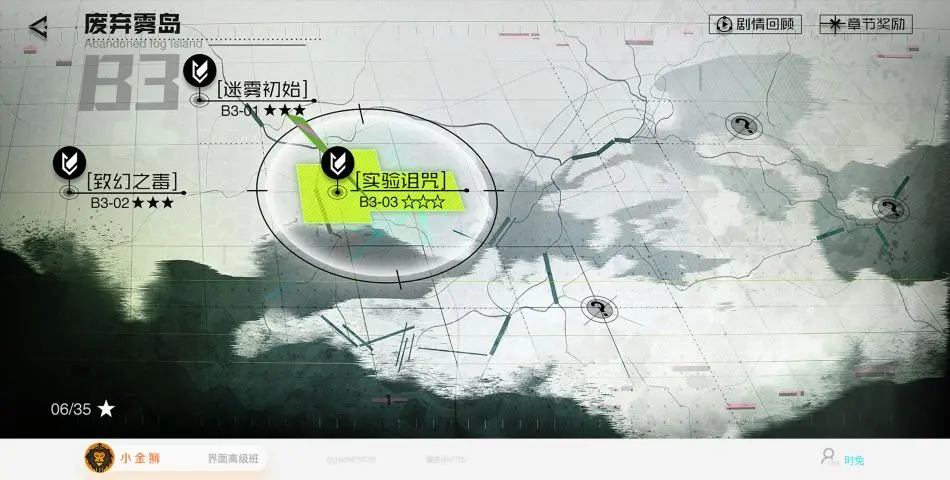 废弃雾岛
Abandoned fog island
B3
剧情回顾
章节奖励
[迷雾初始]
B3-01 ★★★
[致幻之毒]
B3-02 ★★★
[实验诅咒]
B3-03 ☆☆☆
?
?
?
06/35 ★
小金狮
界面高级班
时兔